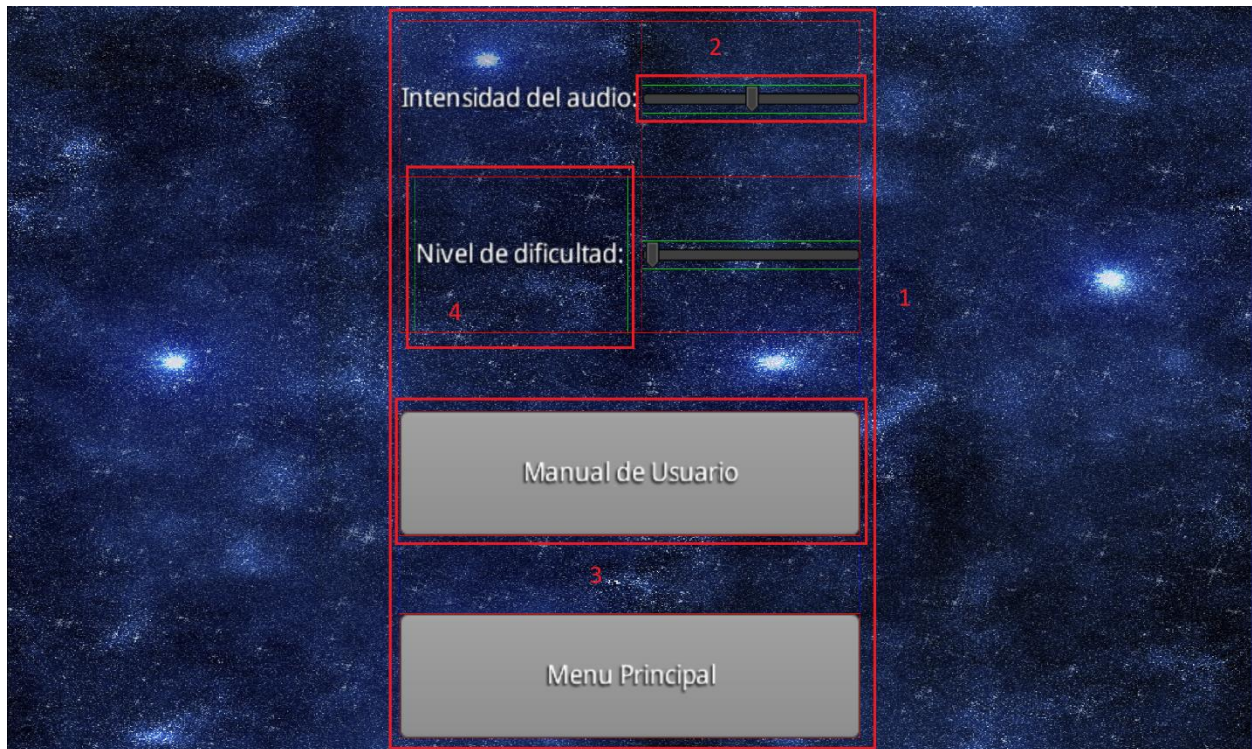 2
Intensidad del audio:
Nivel de dificultad:
1
4
Manual de Usuario
3
Menu Principal